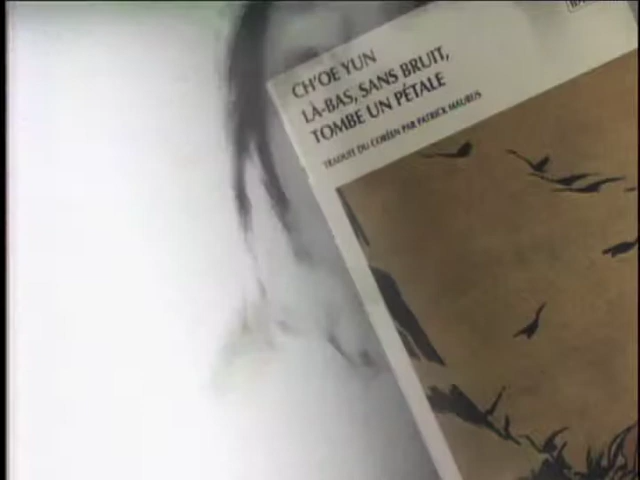 CH'OE YUN
LÀ-BAS, SANS BRUIT,
TOMBE UN PÉTALE
TRADUIT DU CORÉEN PAR PATRICK MAURUS